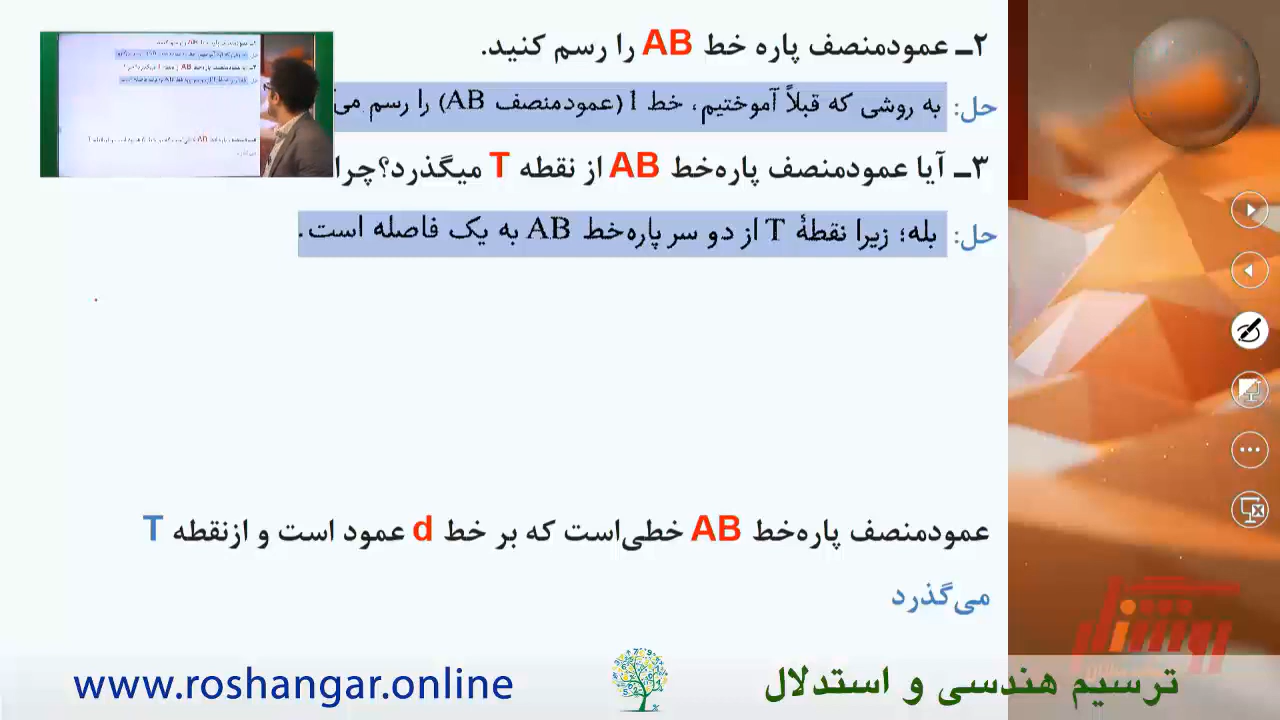 ۲ــ عمودمنصف پاره خط AB را رسم کنید.
حل: به روشی که قبلاً آموختیم، خط l (عمودمنصف AB) را رسم می
۳ــ آیا عمودمنصف پاره‌خط AB از نقطه T میگذرد؟چرا
حل: بله؛ زیرا نقطهٔ T از دو سر پاره‌خط AB به یک فاصله است.
عمودمنصف پاره‌خط AB خطی‌است که بر خط d عمود است و ازنقطه T
می‌گذرد
ترسیم هندسی و استدلال
www.roshangar.online